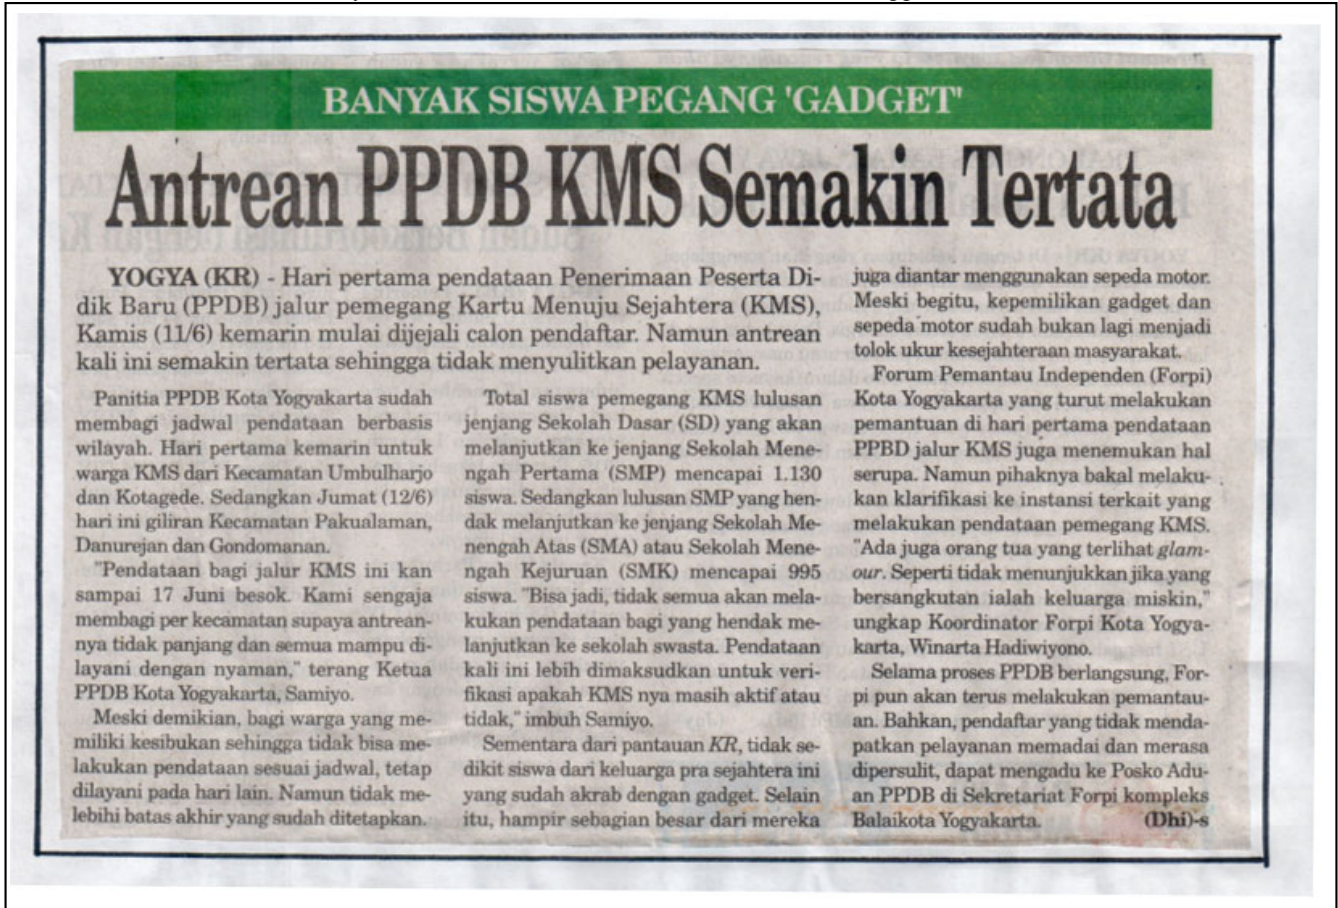 BANYAK SISWA PEGANG 'GADGET'
Antrean PPDB KMS Semakin Tertata
YOGYA (KR) - Hari pertama pendataan Penerimaan Peserta Di-
dik Baru (PPDB) jalur pemegang Kartu Menuju Sejahtera (KMS),
Kamis (11/6) kemarin mulai dijejali calon pendaftar. Namun antrean
kali ini semakin tertata sehingga tidak menyulitkan pelayanan.
Panitia PPDB Kota Yogyakarta sudah
membagi jadwal pendataan berbasis
wilayah. Hari pertama kemarin untuk
warga KMS dari Kecamatan Umbulharjo
dan Kotagede. Sedangkan Jumat (12/6)
hari ini giliran Kecamatan Pakualaman,
Danurejan dan Gondomanan.
"Pendataan bagi jalur KMS ini kan
sampai 17 Juni besok. Kami sengaja
membagi per kecamatan supaya antrean-
nya tidak panjang dan semua mampu di-
layani dengan nyaman," terang Ketua
PPDB Kota Yogyakarta, Samiyo.
Meski demikian, bagi warga yang me-
miliki kesibukan sehingga tidak bisa me-
lakukan pendataan sesuai jadwal, tetap
dilayani pada hari lain. Namun tidak me-
lebihi batas akhir yang sudah ditetapkan.
Total siswa pemegang KMS lulusan
jenjang Sekolah Dasar (SD) yang akan
melanjutkan ke jenjang Sekolah Mene-
ngah Pertama (SMP) mencapai 1.130
siswa. Sedangkan lulusan SMP yang hen-
dak melanjutkan ke jenjang Sekolah Me-
nengah Atas (SMA) atau Sekolah Mene-
ngah Kejuruan (SMK) mencapai 995
siswa. "Bisa jadi, tidak semua akan mela-
kukan pendataan bagi yang hendak me-
lanjutkan ke sekolah swasta. Pendataan
kali ini lebih dimaksudkan untuk veri-
fikasi apakah KMS nya masih aktif atau
tidak," imbuh Samiyo.
Sementara dari pantauan KR, tidak se-
dikit siswa dari keluarga pra sejahtera ini
yang sudah akrab dengan gadget. Selain
itu, hampir sebagian besar dari mereka
juga diantar menggunakan sepeda motor.
Meski begitu, kepemilikan gadget dan
sepeda motor sudah bukan lagi menjadi
tolok ukur kesejahteraan masyarakat.
Forum Pemantau Independen (Forpi)
Kota Yogyakarta yang turut melakukan
pemantuan di hari pertama pendataan
PPBD jalur KMS juga menemukan hal
serupa. Namun pihaknya bakal melaku-
kan klarifikasi ke instansi terkait yang
melakukan pendataan pemegang KMS.
"Ada juga orang tua yang terlihat glam-
our. Seperti tidak menunjukkan jika yang
bersangkutan ialah keluarga miskin,"
ungkap Koordinator Forpi Kota Yogya-
karta, Winarta Hadiwiyono.
Selama proses PPDB berlangsung, For-
pi pun akan terus melakukan pemantau-
an. Bahkan, pendaftar yang tidak menda-
patkan pelayanan memadai dan merasa
dipersulit, dapat mengadu ke Posko Adu-
an PPDB di Sekretariat Forpi kompleks
Balaikota Yogyakarta. (Dhi)-s